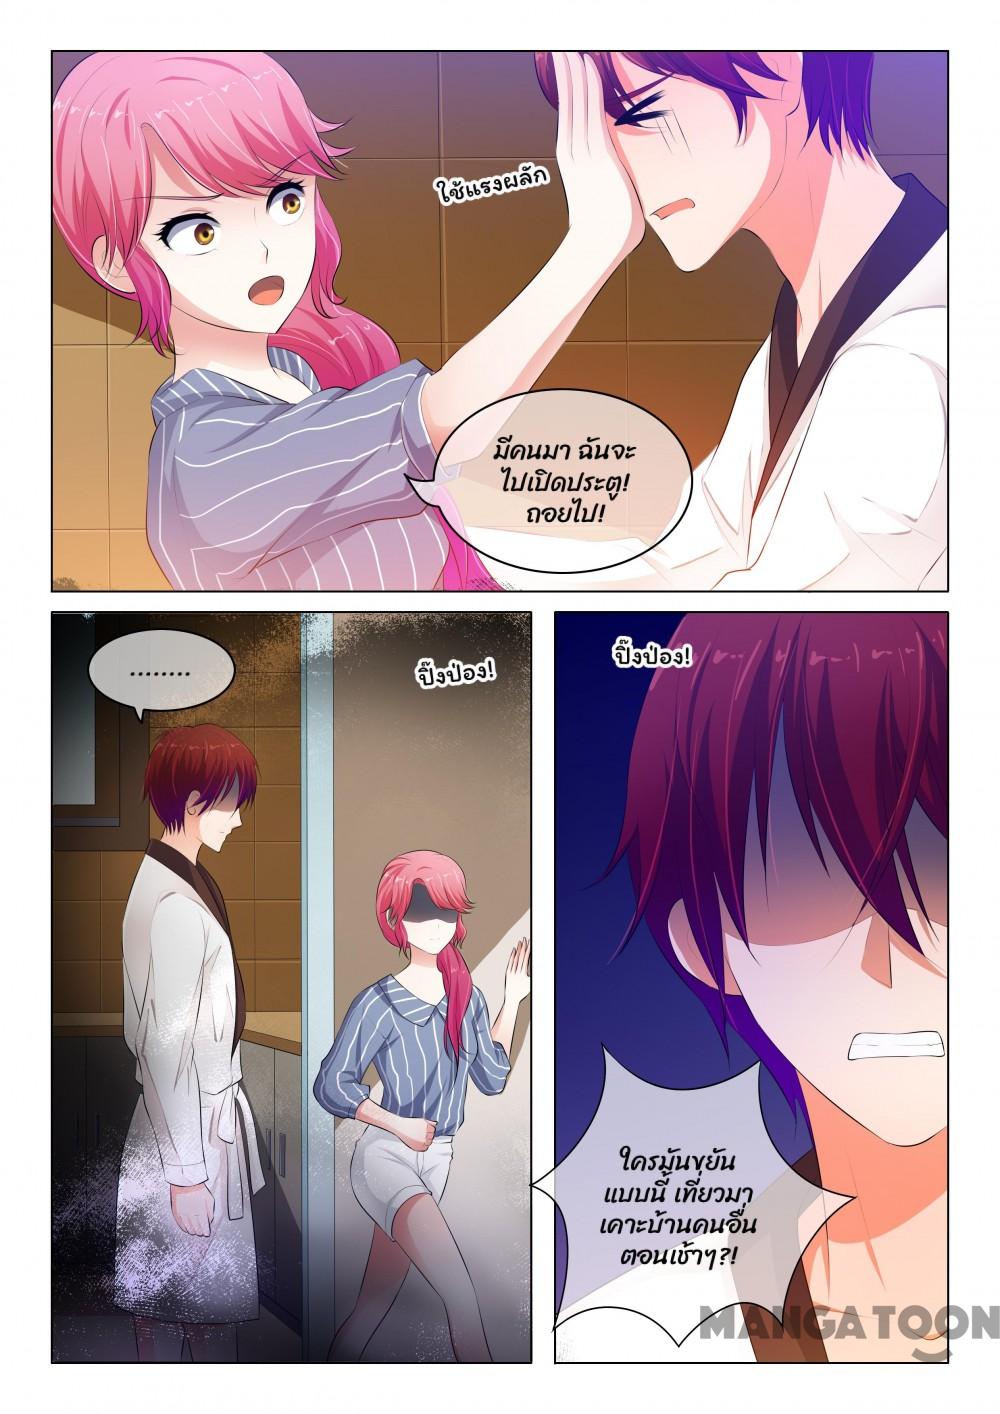 ใช้แรงผลัก
มีคนมา ฉันจะ
ไปเปิดประตู!
ถอยไป!
.........
ปิ๊งป่อง!
ปิ๊งป่อง!
ใครมันขยัน
แบบนี้ เที่ยวมา
เคาะบ้านคนอื่น
ตอนเช้าๆ?!
MANGATOON